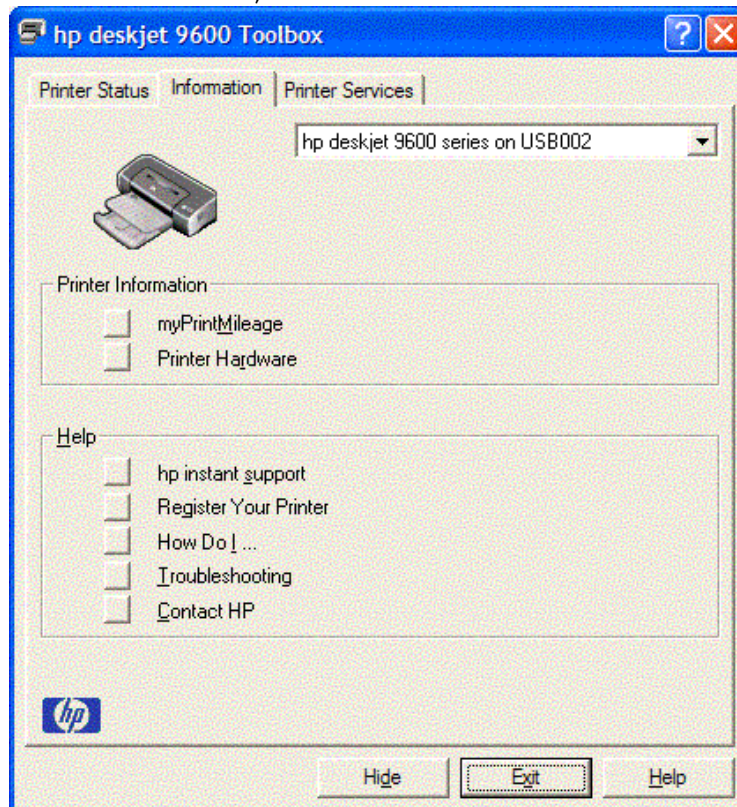 hp deskjet 9600 Toolbox
Printer Status Information Printer Services
hp deskjet 9600 series on USB002
Printer Information
myPrintMileage
Printer Hardware
Help
hp instant support
Register Your Printer
How Do I ...
Troubleshooting
Contact HP
hp
Hide Exit Help